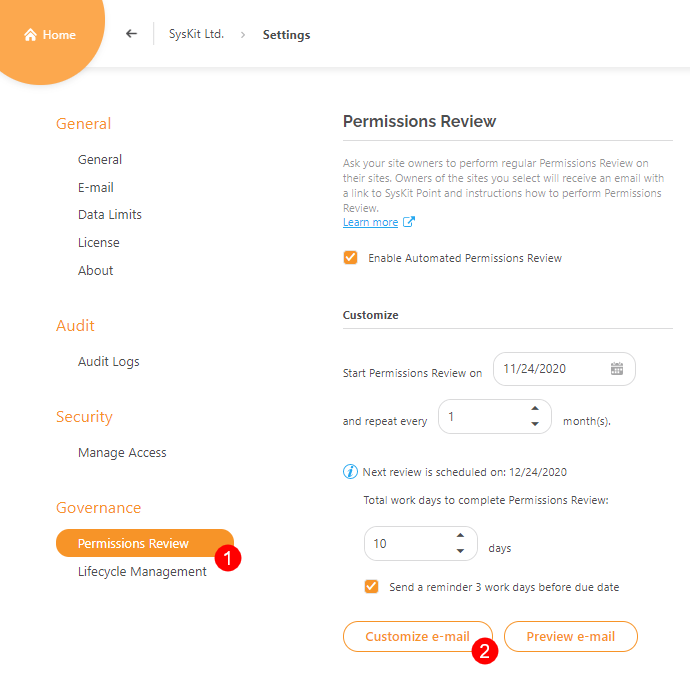 Home
SysKit Ltd. > Settings
General
General
E-mail
Data Limits
License
About
Audit
Audit Logs
Security
Manage Access
Governance
Permissions Review
1
Lifecycle Management
Permissions Review
Ask your site owners to perform regular Permissions Review on
their sites. Owners of the sites you select will receive an email with
a link to SysKit Point and instructions how to perform Permissions
Review.
Learn more
Enable Automated Permissions Review
Customize
Start Permissions Review on 11/24/2020
and repeat every 1 month(s).
Next review is scheduled on: 12/24/2020
Total work days to complete Permissions Review:
10 days
Send a reminder 3 work days before due date
Customize e-mail 2 Preview e-mail